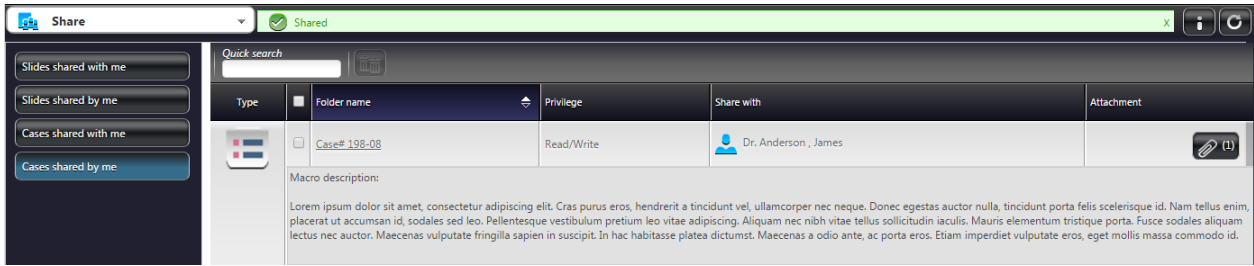 Share
Shared
x
Slides shared with me
Slides shared by me
Cases shared with me
Cases shared by me
Quick search
Type Folder name Privilege Share with Attachment
Case# 198-08 Read/Write Dr. Anderson , James (1)
Macro description:
Lorem ipsum dolor sit amet, consectetur adipiscing elit. Cras purus eros, hendrerit a tincidunt vel, ullamcorper nec neque. Donec egestas auctor nulla, tincidunt porta felis scelerisque id. Nam tellus enim,
placerat ut accumsan id, sodales sed leo. Pellentesque vestibulum pretium leo vitae adipiscing. Aliquam nec nibh vitae tellus sollicitudin iaculis. Mauris elementum tristique porta. Fusce sodales aliquam
lectus nec auctor. Maecenas vulputate fringilla sapien in suscipit. In hac habitasse platea dictumst. Maecenas a odio ante, ac porta eros. Etiam imperdiet vulputate eros, eget mollis massa commodo id.